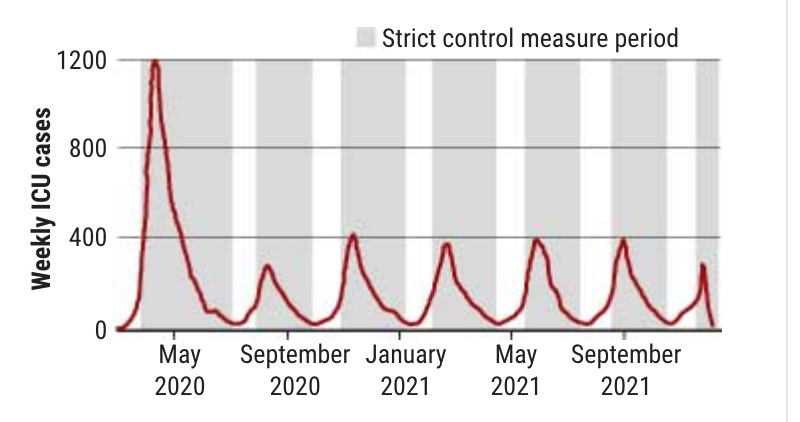 Strict control measure period
1200
800
400
0
Weekly ICU cases
May September January May September
2020 2020 2021 2021 2021